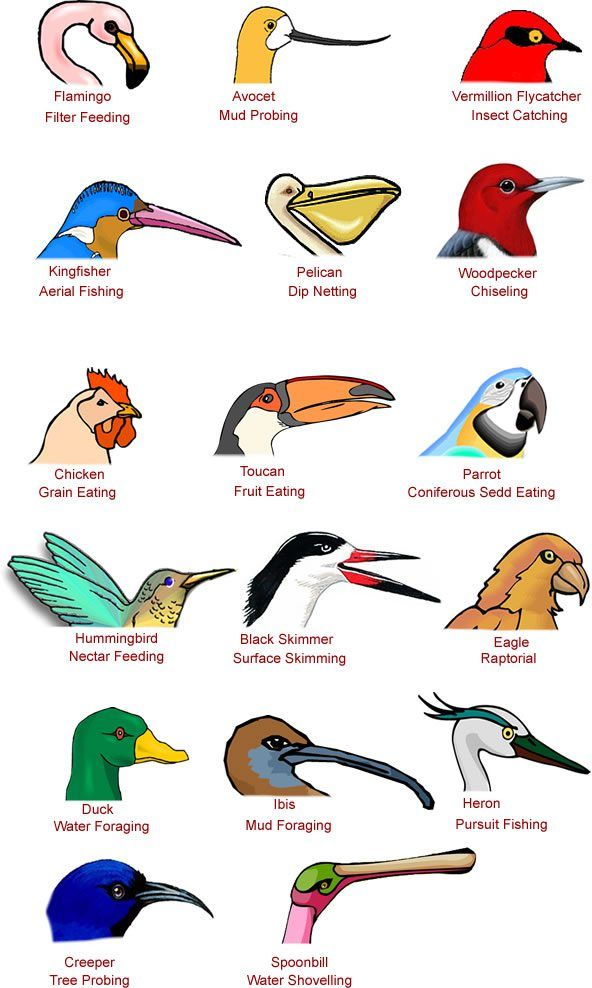 Flamingo
Filter Feeding
Avocet
Mud Probing
Vermillion Flycatcher
Insect Catching
Kingfisher
Aerial Fishing
Pelican
Dip Netting
Woodpecker
Chiseling
Chicken
Grain Eating
Toucan
Fruit Eating
Parrot
Coniferous Sedd Eating
Hummingbird
Nectar Feeding
Black Skimmer
Surface Skimming
Eagle
Raptorial
Duck
Water Foraging
Ibis
Mud Foraging
Heron
Pursuit Fishing
Creeper
Tree Probing
Spoonbill
Water Shovelling